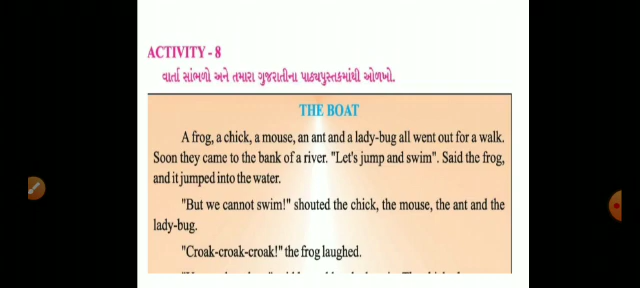 ACTIVITY - 8
વાર્તા સાંભળો અને તમારા ગુજરાતીના પાઠ્યપુસ્તકમાંથી ઓળખો.
THE BOAT
A frog, a chick, a mouse, an ant and a lady-bug all went out for a walk.
Soon they came to the bank of a river. "Let's jump and swim". Said the frog,
and it jumped into the water.
"But we cannot swim!" shouted the chick, the mouse, the ant and the
lady-bug.
"Croak-croak-croak!" the frog laughed.